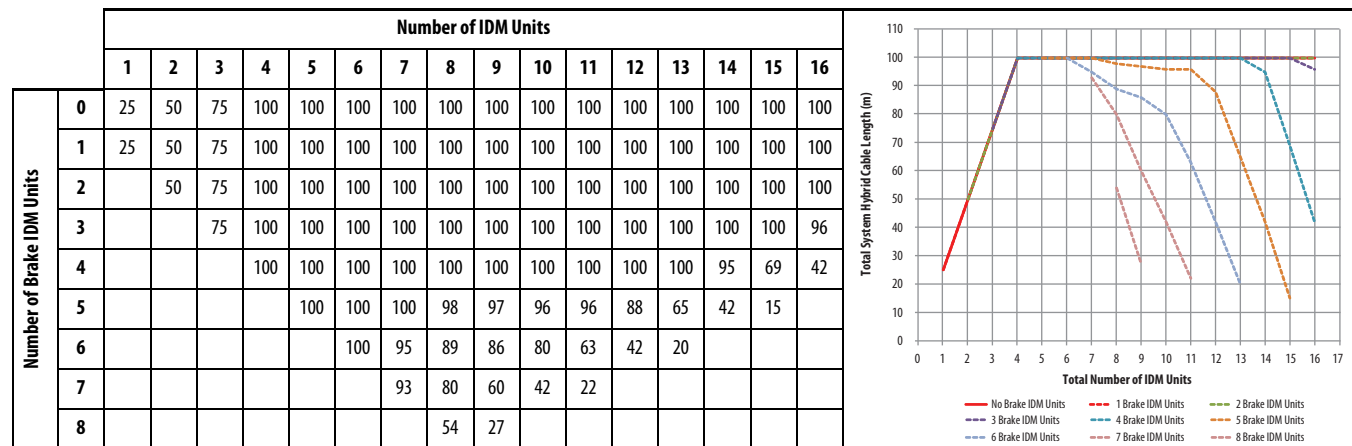 Number of IDM Units
1 2 3 4 5 6 7 8 9 10 11 12 13 14 15 16
Number of Brake IDM Units
0 25 50 75 100 100 100 100 100 100 100 100 100 100 100 100 100
1 25 50 75 100 100 100 100 100 100 100 100 100 100 100 100 100
2 50 75 100 100 100 100 100 100 100 100 100 100 100 100 100
3 75 100 100 100 100 100 100 100 100 100 100 100 100 96
4 100 100 100 100 100 100 100 100 100 100 95 69 42
5 100 100 100 98 97 96 96 88 65 42 15
6 100 95 89 86 80 63 42 20
7 93 80 60 42 22
8 54 27
Total System Hybrid Cable Length (m)
110
100
90
80
70
60
50
40
30
20
10
0
0 1 2 3 4 5 6 7 8 9 10 11 12 13 14 15 16 17
Total Number of IDM Units
No Brake IDM Units 1 Brake IDM Units 2 Brake IDM Units
3 Brake IDM Units 4 Brake IDM Units 5 Brake IDM Units
6 Brake IDM Units 7 Brake IDM Units 8 Brake IDM Units